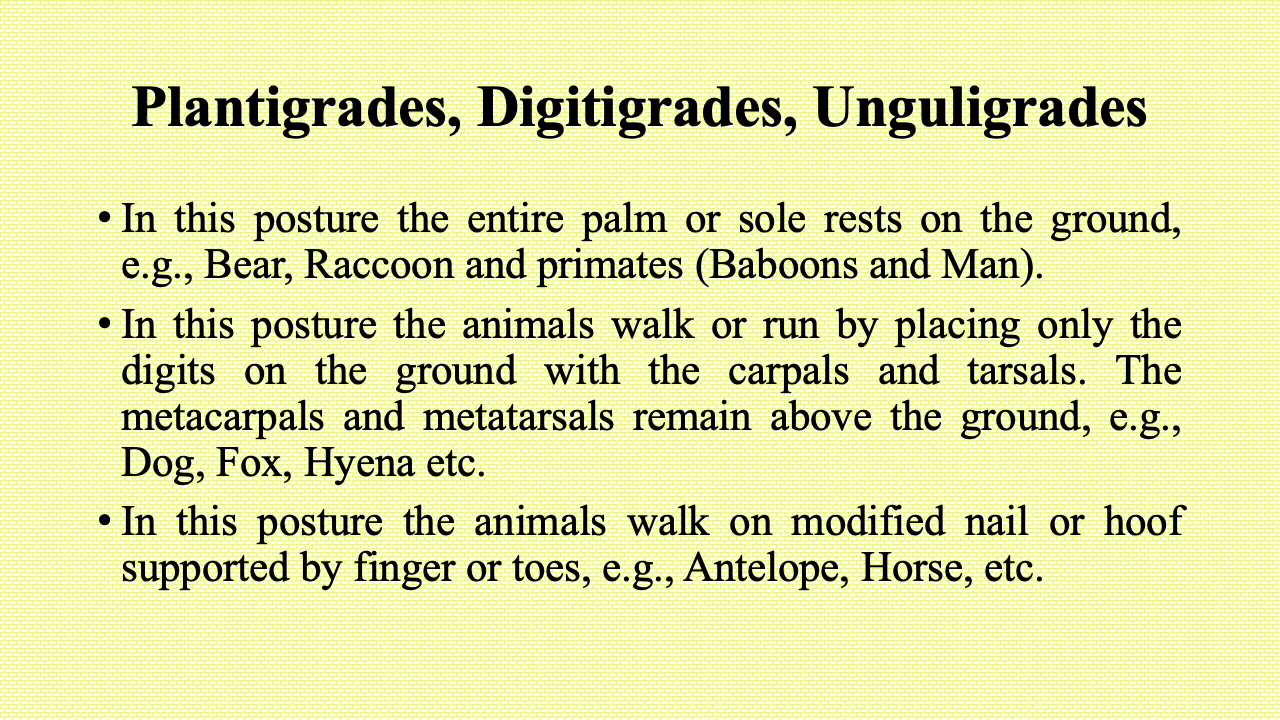 Plantigrades, Digitigrades, Unguligrades
• In this posture the entire palm or sole rests on the ground,
e.g., Bear, Raccoon and primates (Baboons and Man).
• In this posture the animals walk or run by placing only the
digits on the ground with the carpals and tarsals. The
metacarpals and metatarsals remain above the ground, e.g.,
Dog, Fox, Hyena etc.
• In this posture the animals walk on modified nail or hoof
supported by finger or toes, e.g., Antelope, Horse, etc.